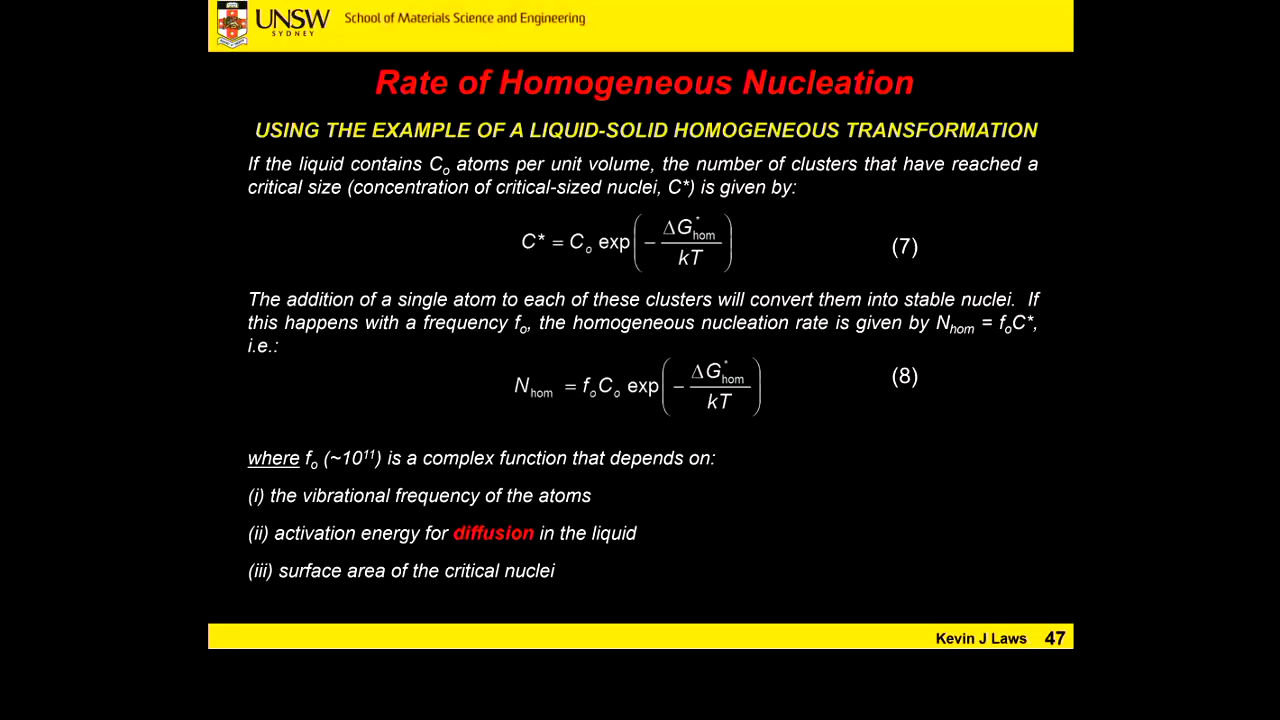 UNSW
SYDNEY
School of Materials Science and Engineering
Rate of Homogeneous Nucleation
USING THE EXAMPLE OF A LIQUID-SOLID HOMOGENEOUS TRANSFORMATION
If the liquid contains Cₒ atoms per unit volume, the number of clusters that have reached a
critical size (concentration of critical-sized nuclei, C*) is given by:
C* = Cₒ exp(− ΔG*hom / kT) (7)
The addition of a single atom to each of these clusters will convert them into stable nuclei. If
this happens with a frequency fₒ, the homogeneous nucleation rate is given by Nhom = fₒC*,
i.e.:
Nhom = fₒCₒ exp(− ΔG*hom / kT) (8)
where fₒ (~10¹¹) is a complex function that depends on:
(i) the vibrational frequency of the atoms
(ii) activation energy for diffusion in the liquid
(iii) surface area of the critical nuclei
Kevin J Laws 47